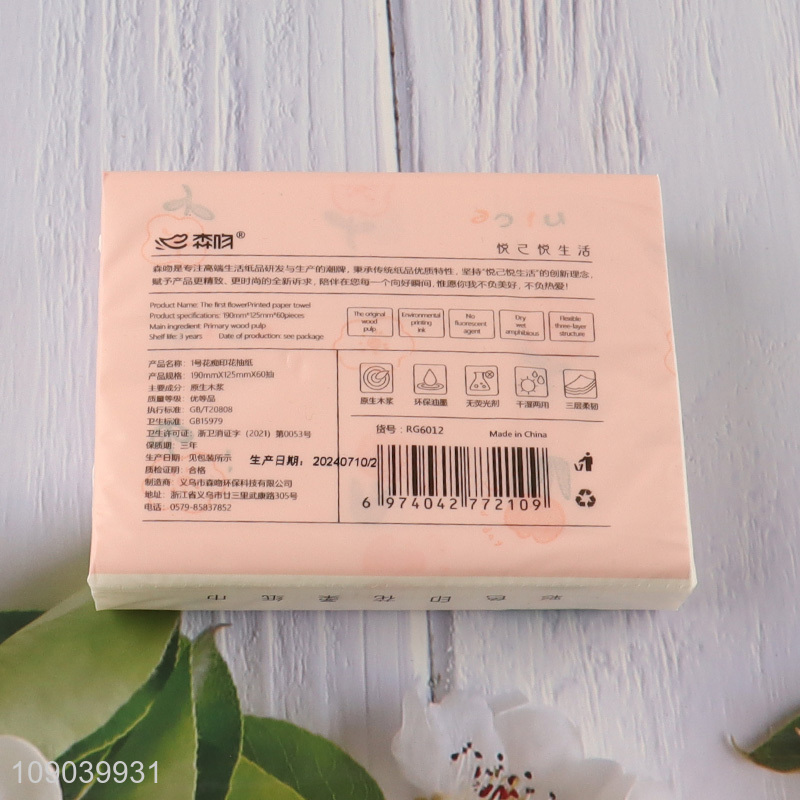 uice
森吻®
悦己悦生活
森吻是专注高端生活纸品研发与生产的潮牌，秉承传统纸品优质特性，坚持“悦己悦生活”的创新理念，
赋予产品更精致、更时尚的全新诉求，陪伴在您每一个向好瞬间，惟愿你我不负美好，不负热爱！
Product Name: The first flowerPrinted paper towel
Product specifications: 190mm*125mm*60pieces
Main ingredient: Primary wood pulp
Shelf life: 3 years Date of production: see package
The original wood pulp
Environmental printing ink
No fluorescent agent
Dry wet amphibious
Flexible three-layer structure
产品名称：1号花痴印花抽纸
产品规格：190mmX125mmX60抽
主要成分：原生木浆
质量等级：优等品
执行标准：GB/T20808
卫生标准：GB15979
卫生许可证：浙卫消证字（2021）第0053号
保质期：三年
生产日期：见包装所示
质检证明：合格
制造商：义乌市森吻环保科技有限公司
地址：浙江省义乌市廿三里武康路305号
电话：0579-85837852
生产日期：20240710/2
原生木浆 环保油墨 无荧光剂 干湿两用 三层柔韧
货号：RG6012 Made in China
6 974042 772109
彩色印花柔纸巾
109039931